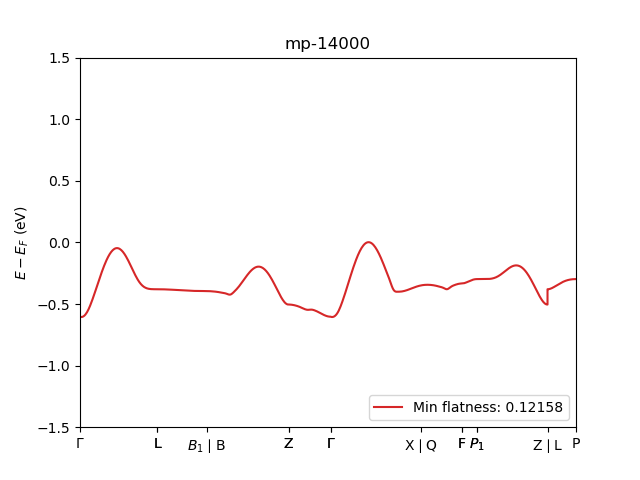 mp-14000
1.5
1.0
0.5
0.0
−0.5
−1.0
−1.5
E − E_F (eV)
Min flatness: 0.12158
Γ L B₁ | B Z Γ X | Q F P₁ Z | L P